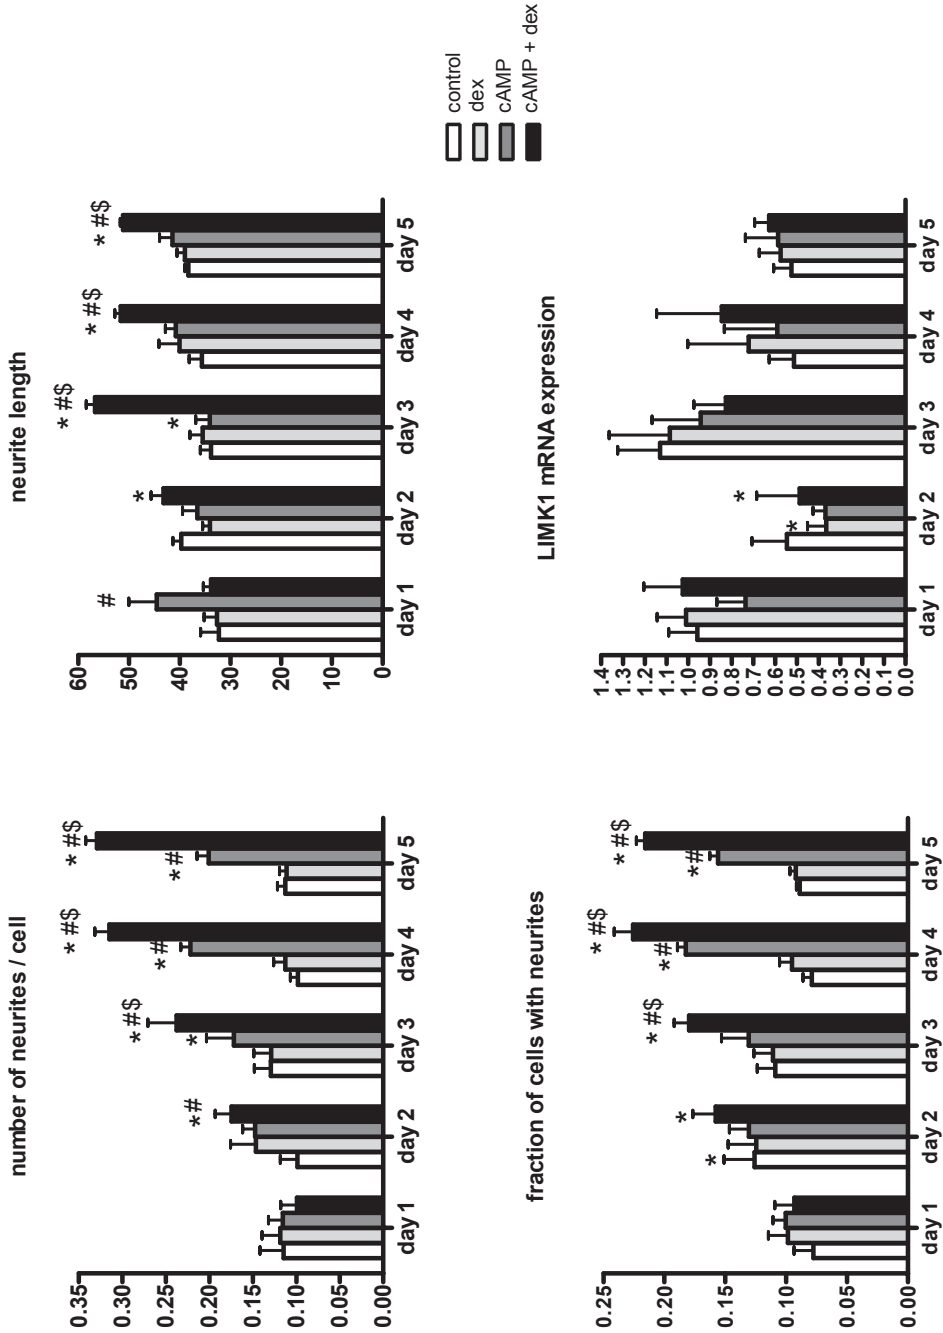 number of neurites / cell
0.35
0.30
0.25
0.20
0.15
0.10
0.05
0.00
*#
*
* #$
*#
* #$
*#
* #$
day 1
day 2
day 3
day 4
day 5
neurite length
60
50
40
30
20
10
0
#
*
*
* #$
* #$
* #$
day 1
day 2
day 3
day 4
day 5
control
dex
cAMP
cAMP + dex
fraction of cells with neurites
0.25
0.20
0.15
0.10
0.05
0.00
*
*
* #$
*#
* #$
*#
* #$
day 1
day 2
day 3
day 4
day 5
LIMK1 mRNA expression
1.4
1.3
1.2
1.1
1.0
0.9
0.8
0.7
0.6
0.5
0.4
0.3
0.2
0.1
0.0
*
*
day 1
day 2
day 3
day 4
day 5